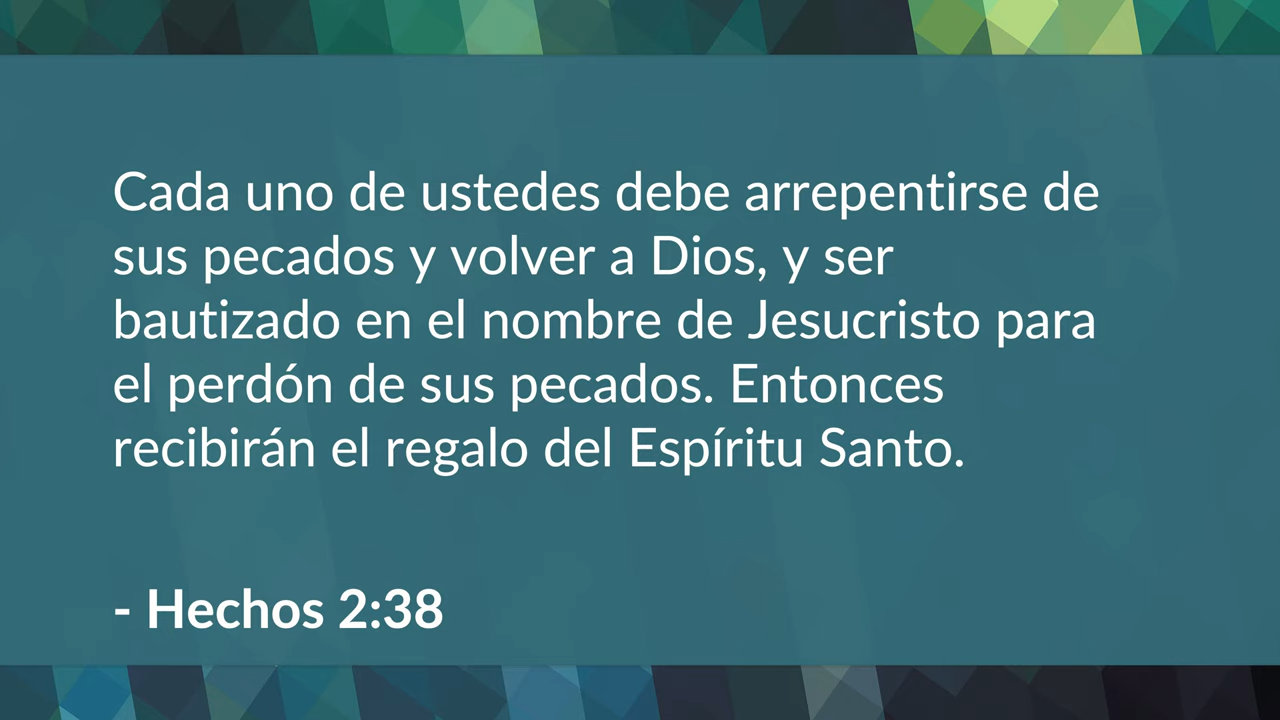 Cada uno de ustedes debe arrepentirse de
sus pecados y volver a Dios, y ser
bautizado en el nombre de Jesucristo para
el perdón de sus pecados. Entonces
recibirán el regalo del Espíritu Santo.
- Hechos 2:38